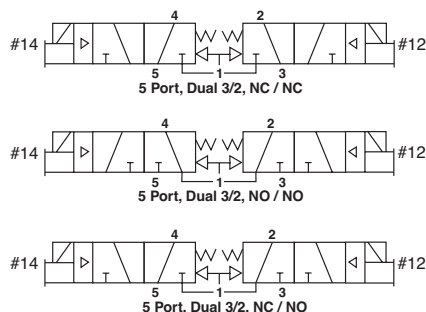 4 2
#14 #12
5 1 3
5 Port, Dual 3/2, NC / NC
4 2
#14 #12
5 1 3
5 Port, Dual 3/2, NO / NO
4 2
#14 #12
5 1 3
5 Port, Dual 3/2, NC / NO